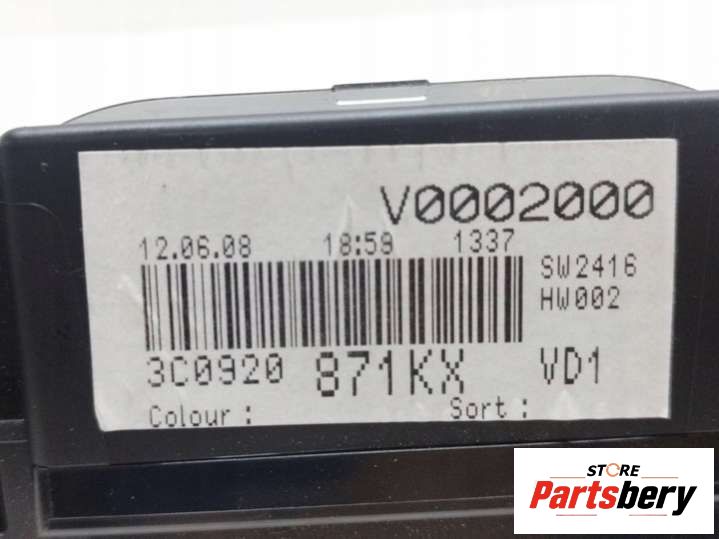 V0002000
12.06.08 18:59 1337
SW2416
HW002
3C0920 871KX VD1
Colour : Sort :
STORE
Partsbery